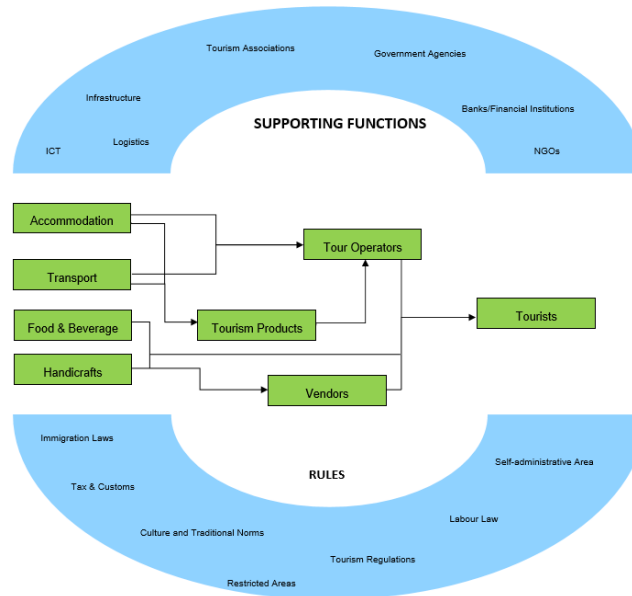 Tourism Associations
Government Agencies
Infrastructure
Banks/Financial Institutions
SUPPORTING FUNCTIONS
Logistics
ICT
NGOs
Accommodation
Tour Operators
Transport
Tourists
Food & Beverage
Tourism Products
Handicrafts
Vendors
Immigration Laws
Self-administrative Area
RULES
Tax & Customs
Labour Law
Culture and Traditional Norms
Tourism Regulations
Restricted Areas